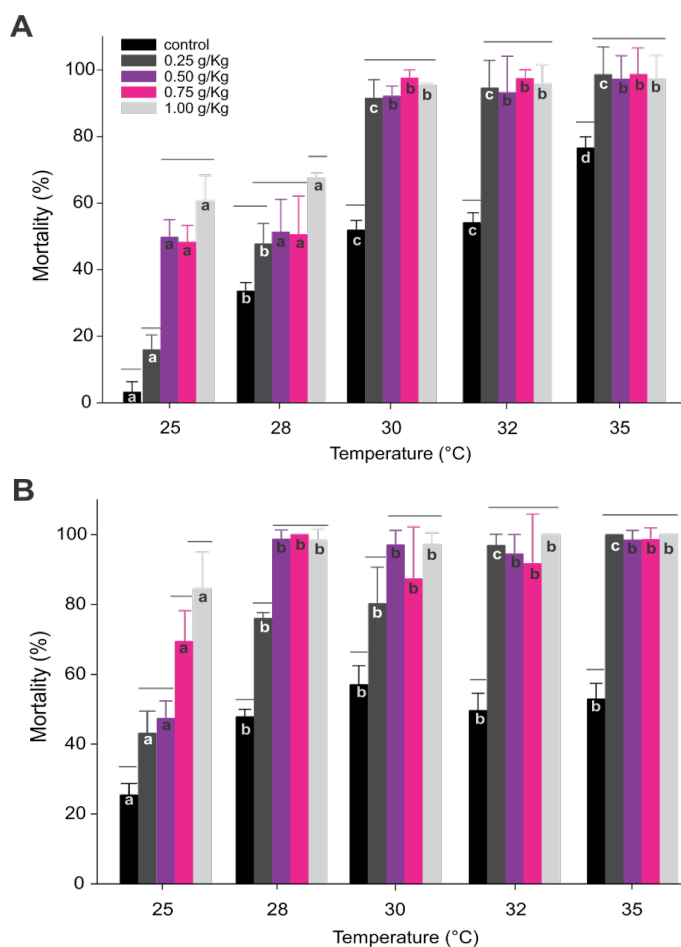 A
control
0.25 g/Kg
0.50 g/Kg
0.75 g/Kg
1.00 g/Kg
Mortality (%)
100
80
60
40
20
0
a a a a a
b b a a a
c c b b b
c c b b b
d c b b b
25 28 30 32 35
Temperature (°C)
B
Mortality (%)
100
80
60
40
20
0
a a a a a
b b b b b
b b b b b
b c b b b
b c b b b
25 28 30 32 35
Temperature (°C)